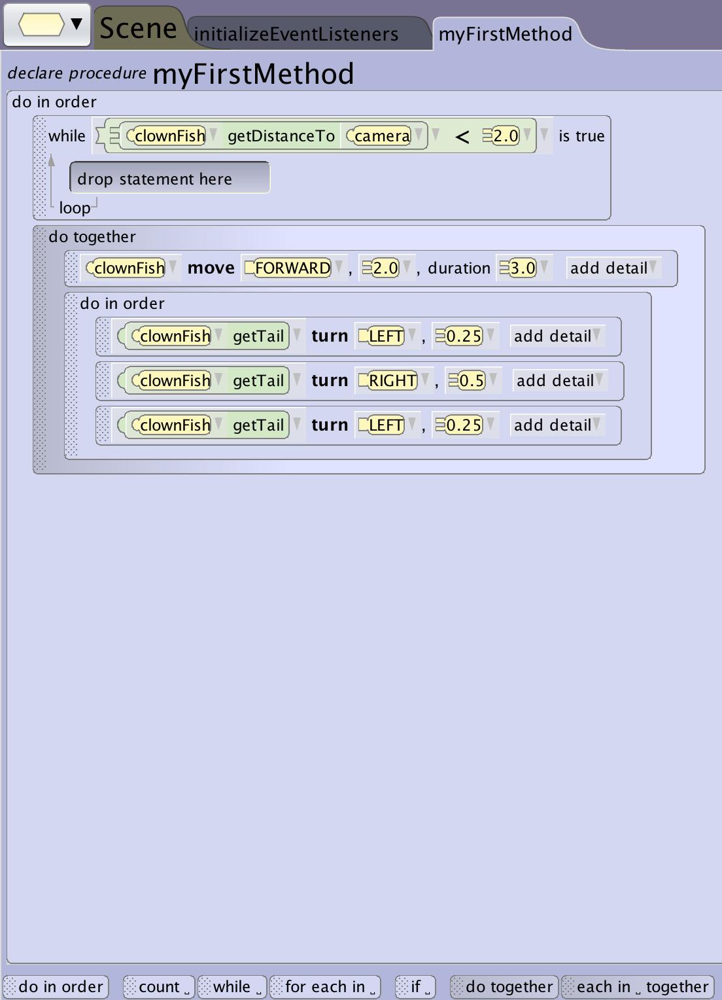 Scene initializeEventListeners myFirstMethod
declare procedure myFirstMethod
do in order
while clownFish getDistanceTo camera < 2.0 is true
drop statement here
loop
do together
clownFish move FORWARD , 2.0 , duration 3.0 add detail
do in order
clownFish getTail turn LEFT , 0.25 add detail
clownFish getTail turn RIGHT , 0.5 add detail
clownFish getTail turn LEFT , 0.25 add detail
do in order count ␣ while ␣ for each in ␣ if ␣ do together each in ␣ together